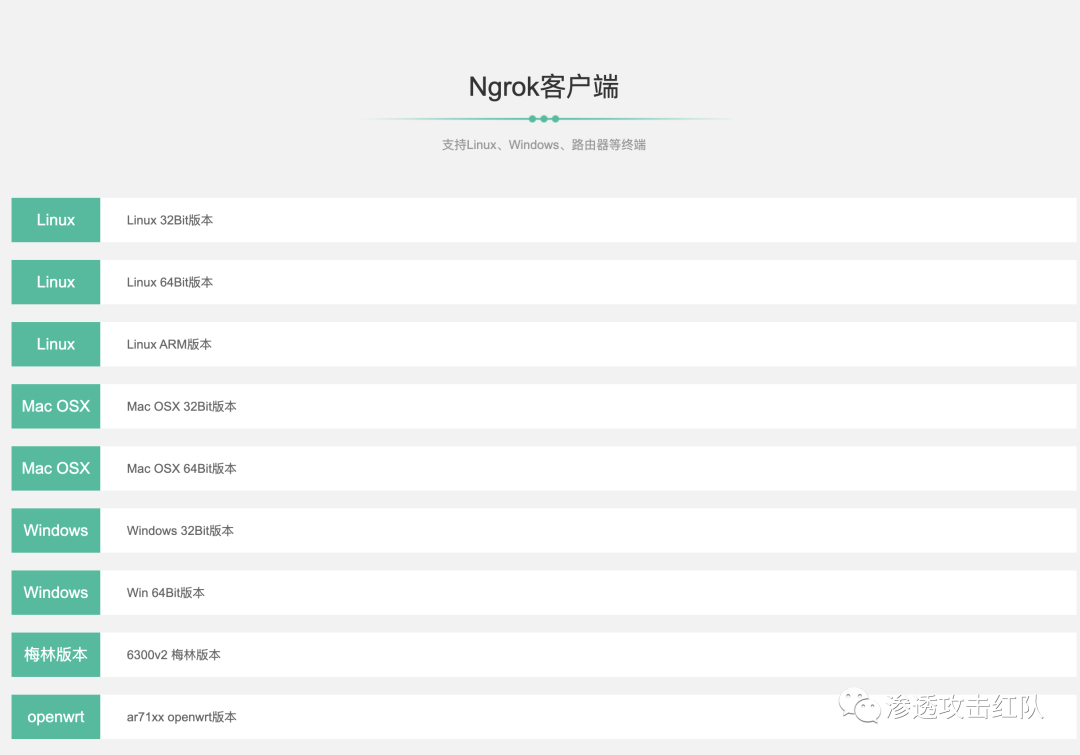 Ngrok客户端
支持Linux、Windows、路由器等终端
Linux
Linux 32Bit版本
Linux
Linux 64Bit版本
Linux
Linux ARM版本
Mac OSX
Mac OSX 32Bit版本
Mac OSX
Mac OSX 64Bit版本
Windows
Windows 32Bit版本
Windows
Win 64Bit版本
梅林版本
6300v2 梅林版本
openwrt
ar71xx openwrt版本
渗透攻击红队